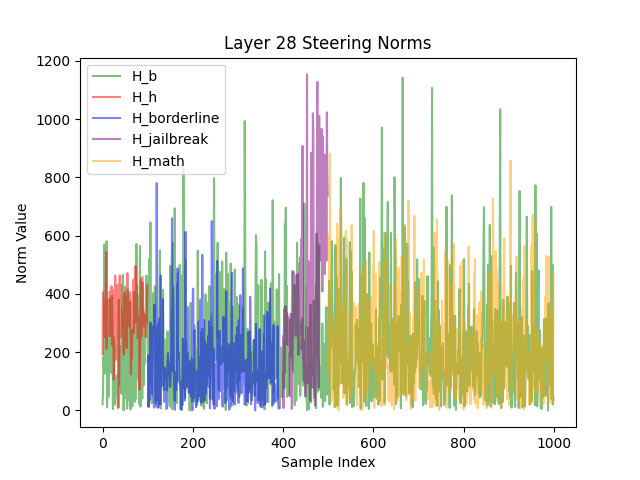 Layer 28 Steering Norms
1200
1000
800
600
400
200
0
Norm Value
H_b
H_h
H_borderline
H_jailbreak
H_math
0
200
400
600
800
1000
Sample Index